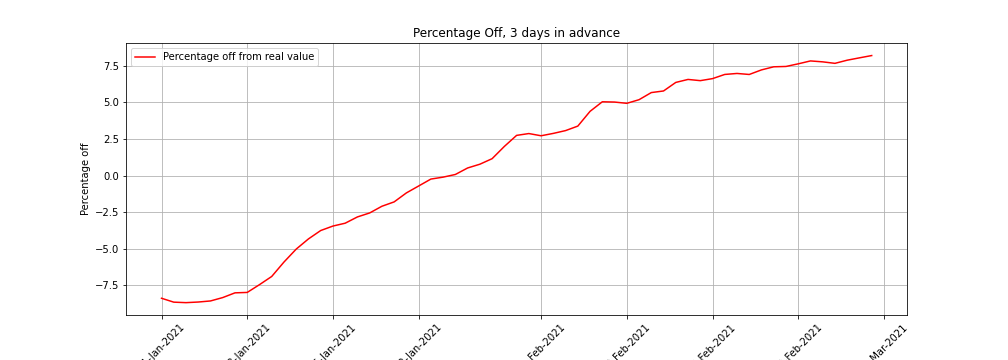 Percentage Off, 3 days in advance
Percentage off from real value
Percentage off
7.5
5.0
2.5
0.0
−2.5
−5.0
−7.5
-Jan-2021
-Jan-2021
-Jan-2021
-Jan-2021
Feb-2021
-Feb-2021
-Feb-2021
-Feb-2021
Mar-2021